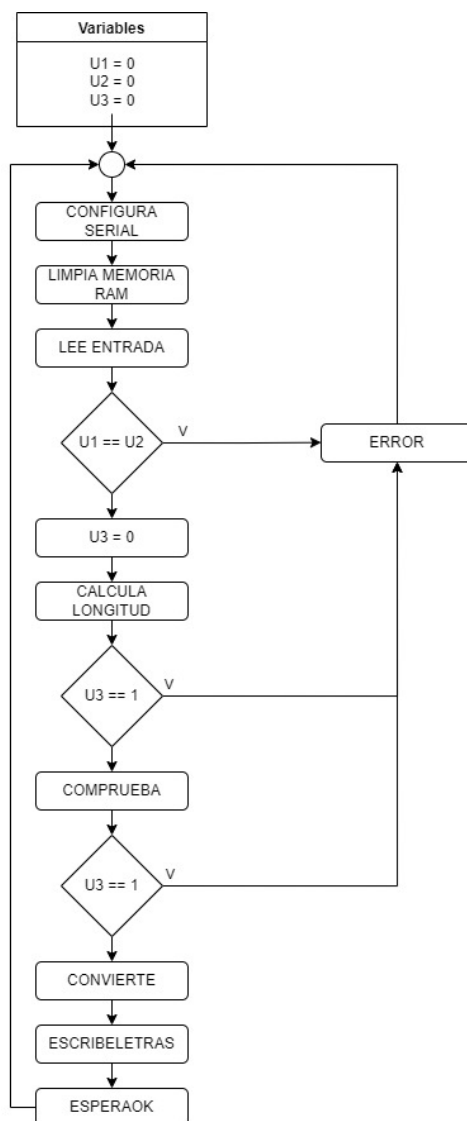 Variables
U1 = 0
U2 = 0
U3 = 0
CONFIGURA
SERIAL
LIMPIA MEMORIA
RAM
LEE ENTRADA
U1 == U2
V
ERROR
U3 = 0
CALCULA
LONGITUD
U3 == 1
V
COMPRUEBA
U3 == 1
V
CONVIERTE
ESCRIBELETRAS
ESPERAOK